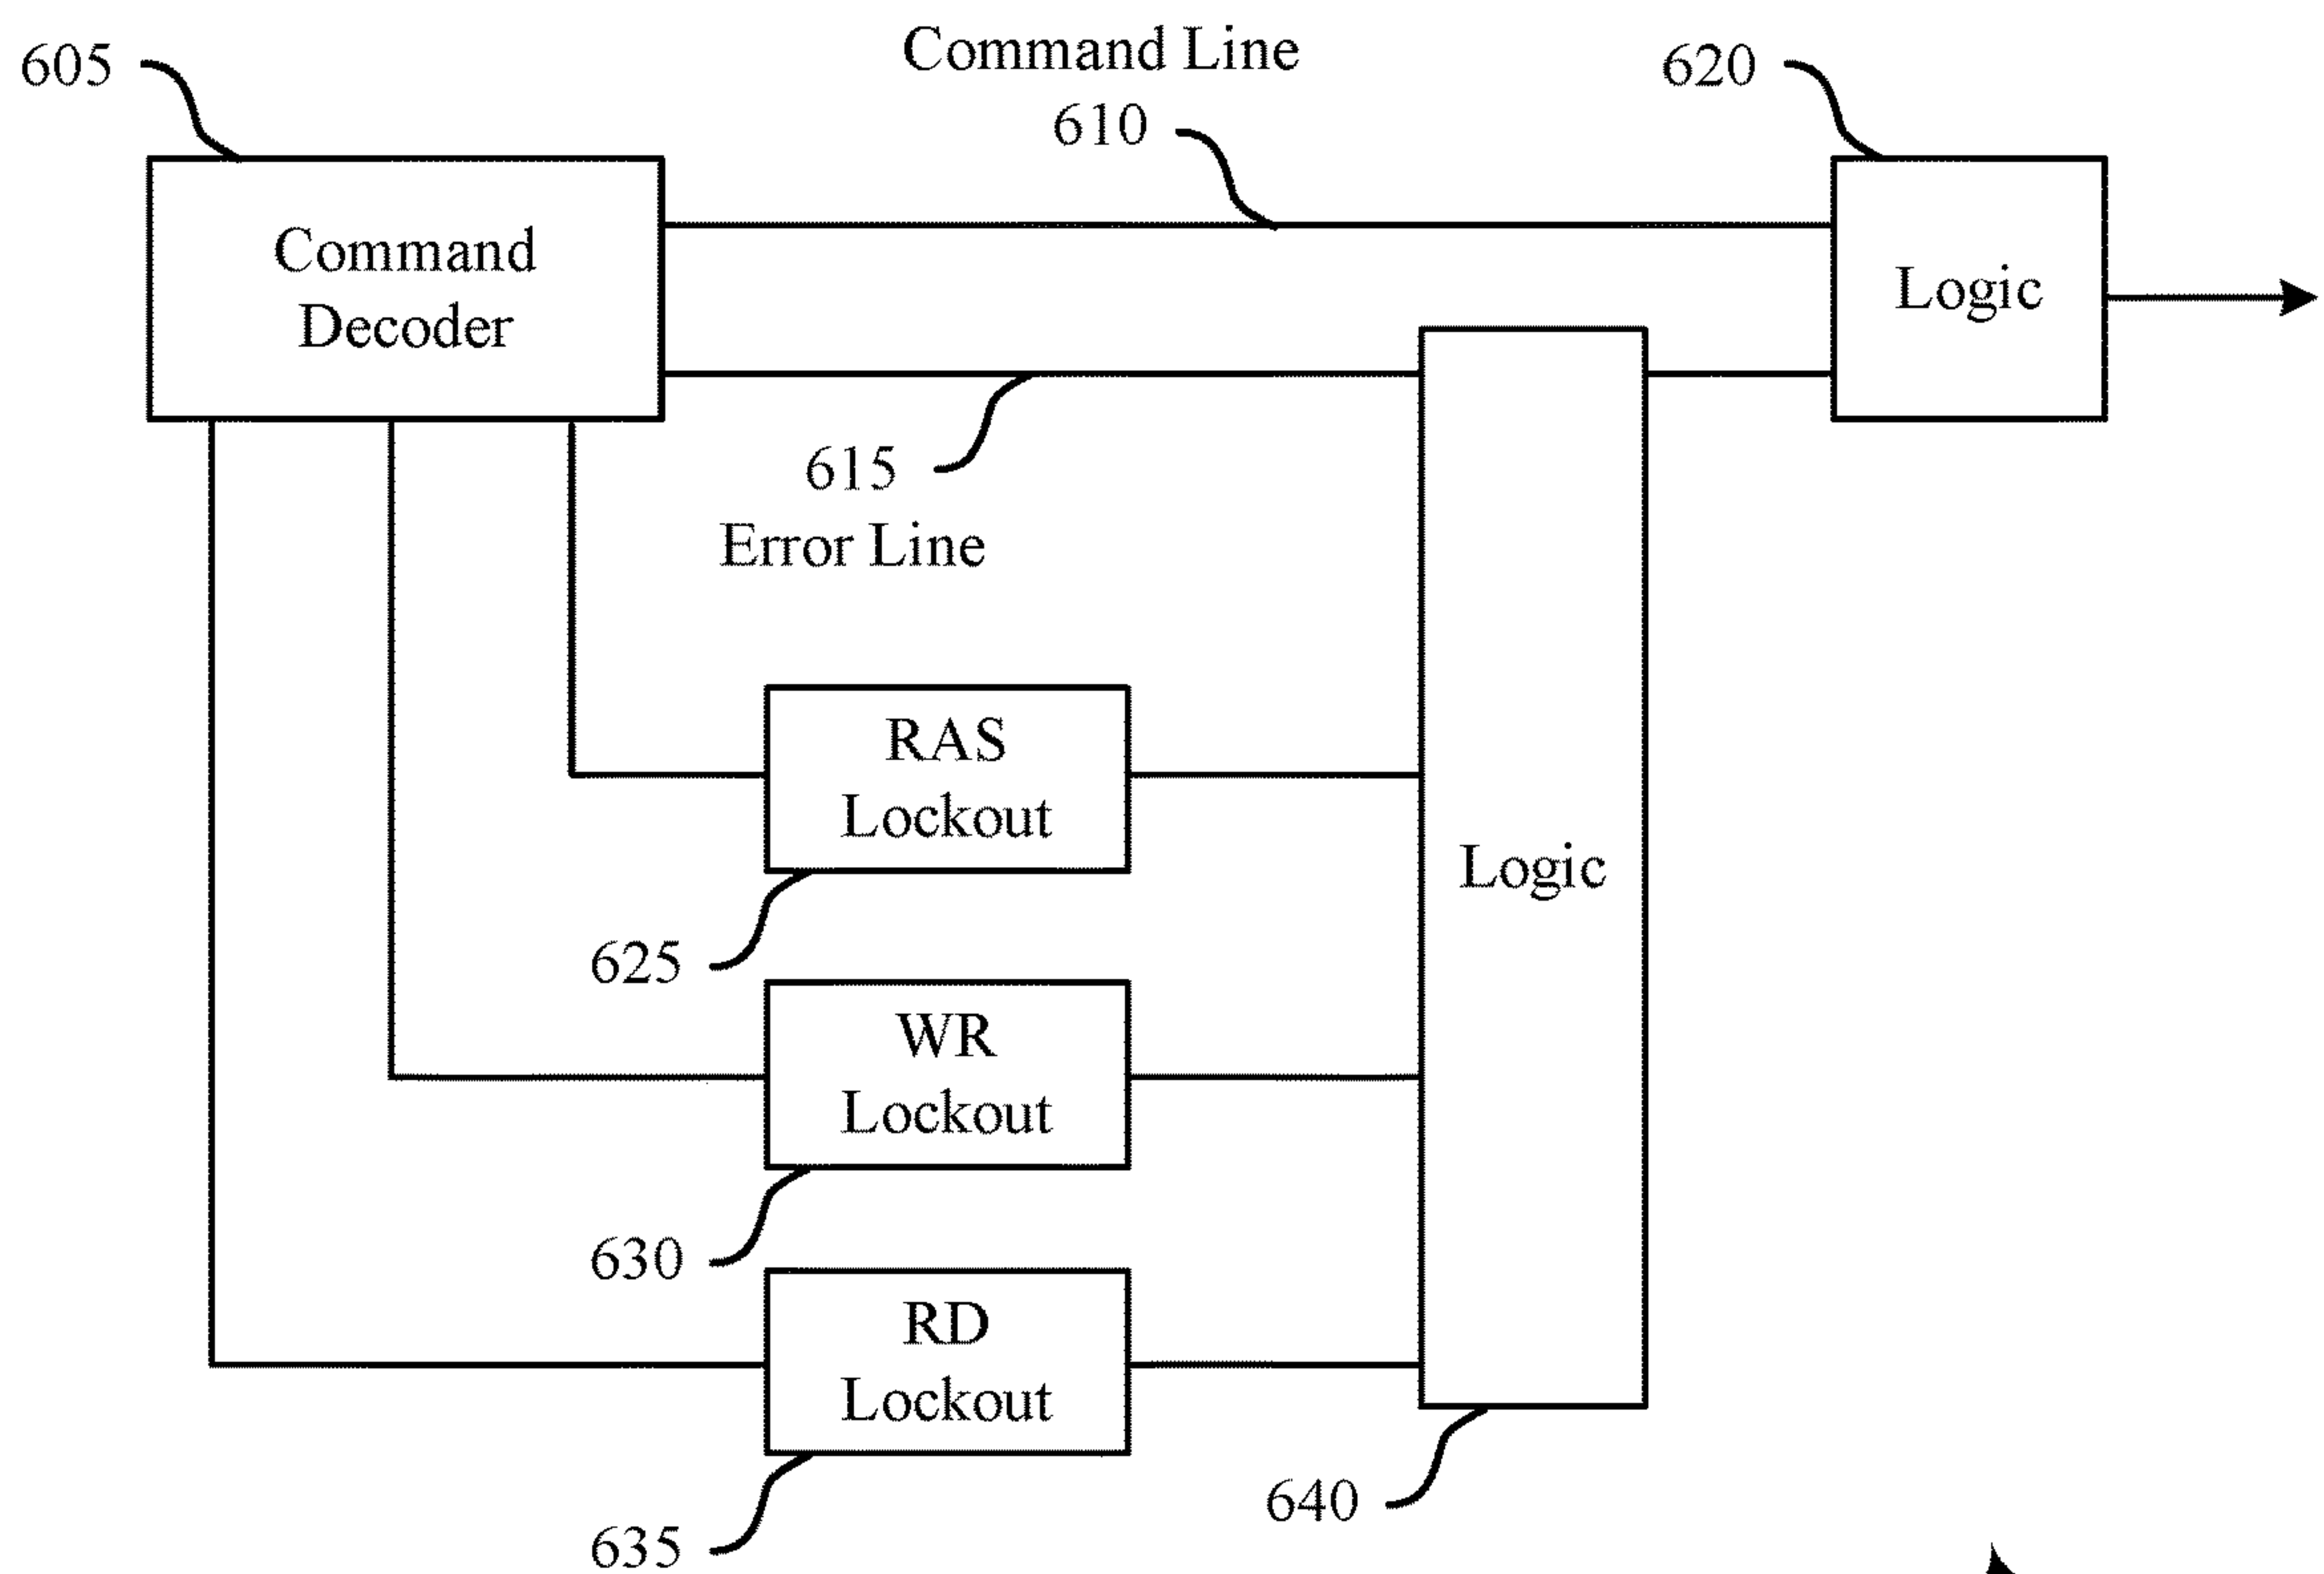 605
Command Line
610
620
Command
Decoder
Logic
615
Error Line
RAS
Lockout
Logic
625
WR
Lockout
630
RD
Lockout
640
635